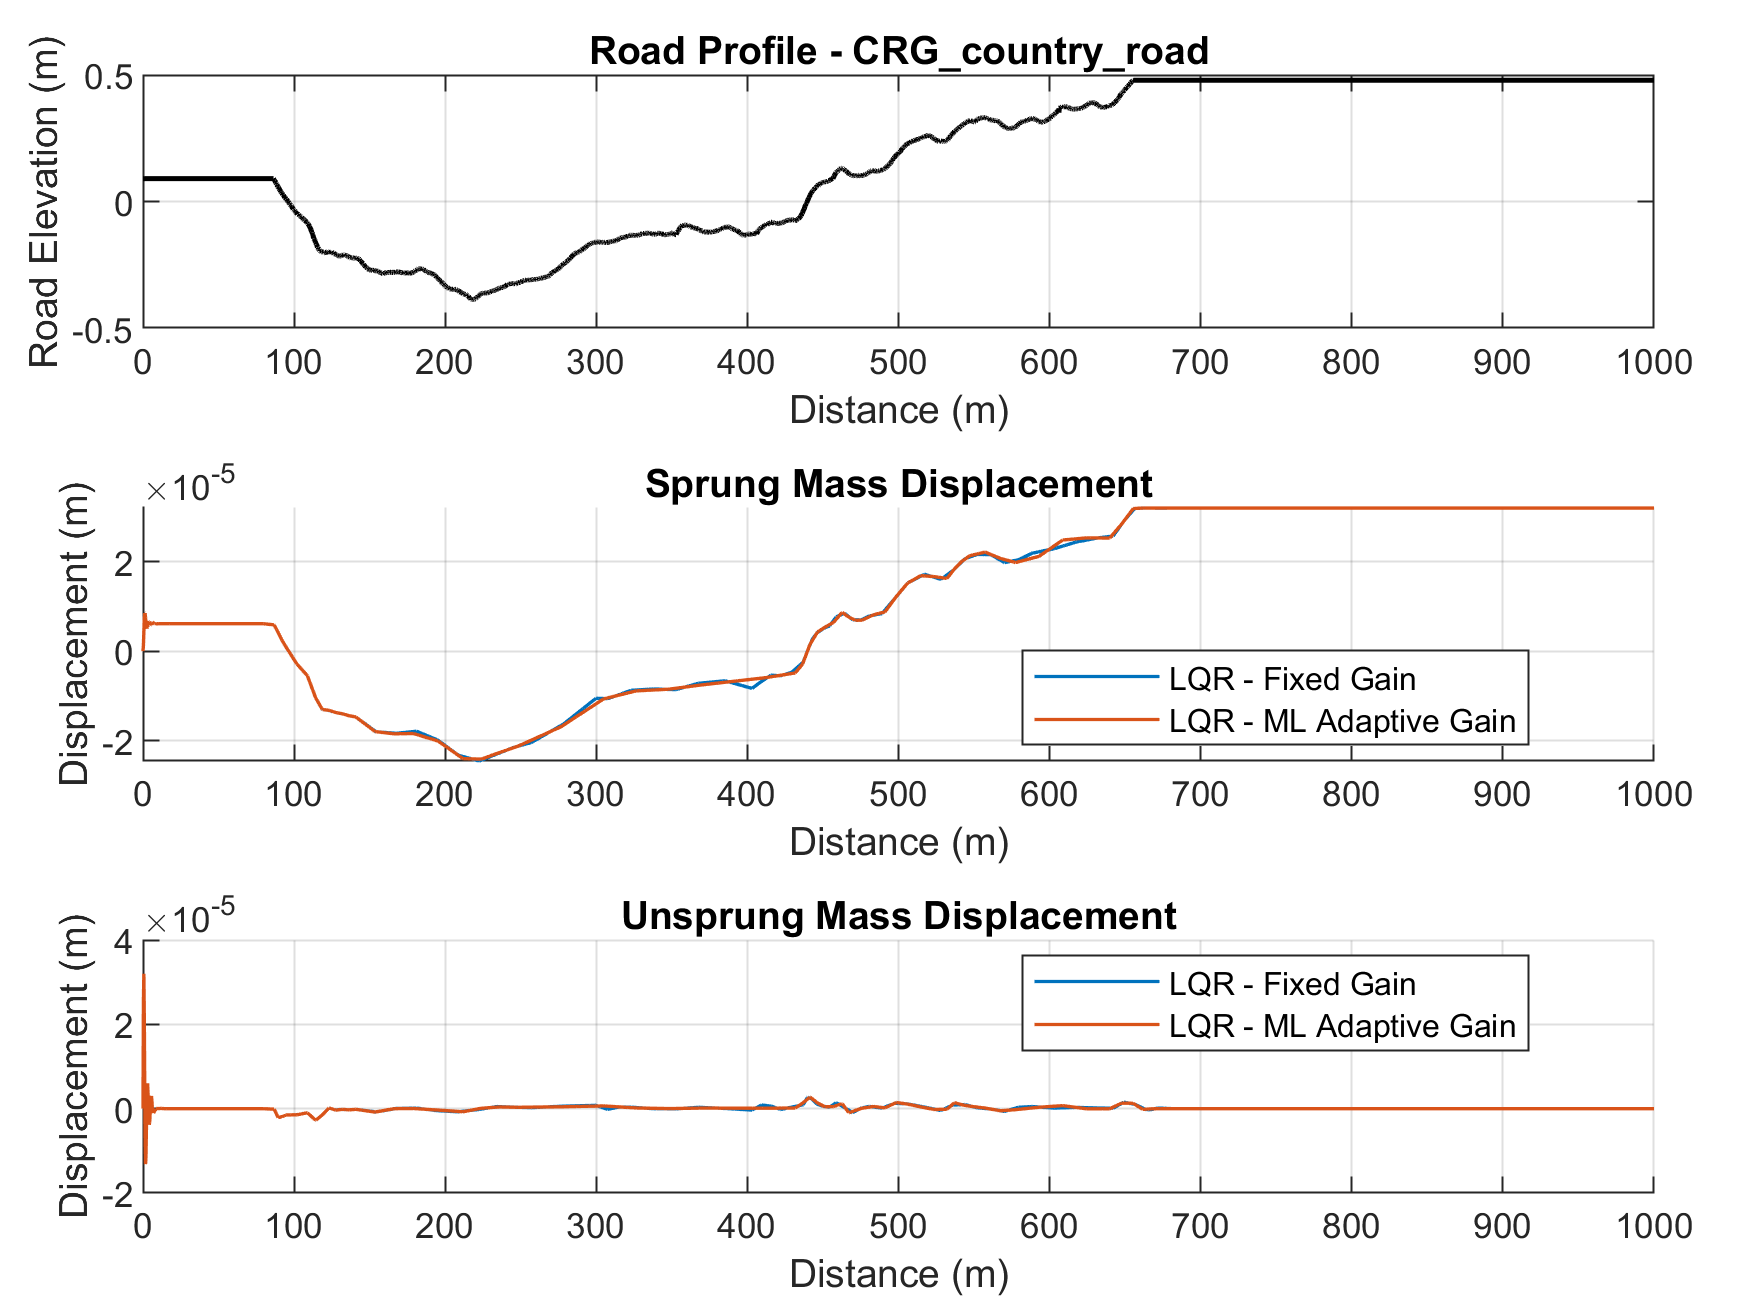 Road Profile - CRG_country_road
Road Elevation (m)
0.5
0
-0.5
0 100 200 300 400 500 600 700 800 900 1000
Distance (m)
Sprung Mass Displacement
×10^-5
Displacement (m)
2
0
-2
LQR - Fixed Gain
LQR - ML Adaptive Gain
0 100 200 300 400 500 600 700 800 900 1000
Distance (m)
Unsprung Mass Displacement
×10^-5
Displacement (m)
4
2
0
-2
LQR - Fixed Gain
LQR - ML Adaptive Gain
0 100 200 300 400 500 600 700 800 900 1000
Distance (m)